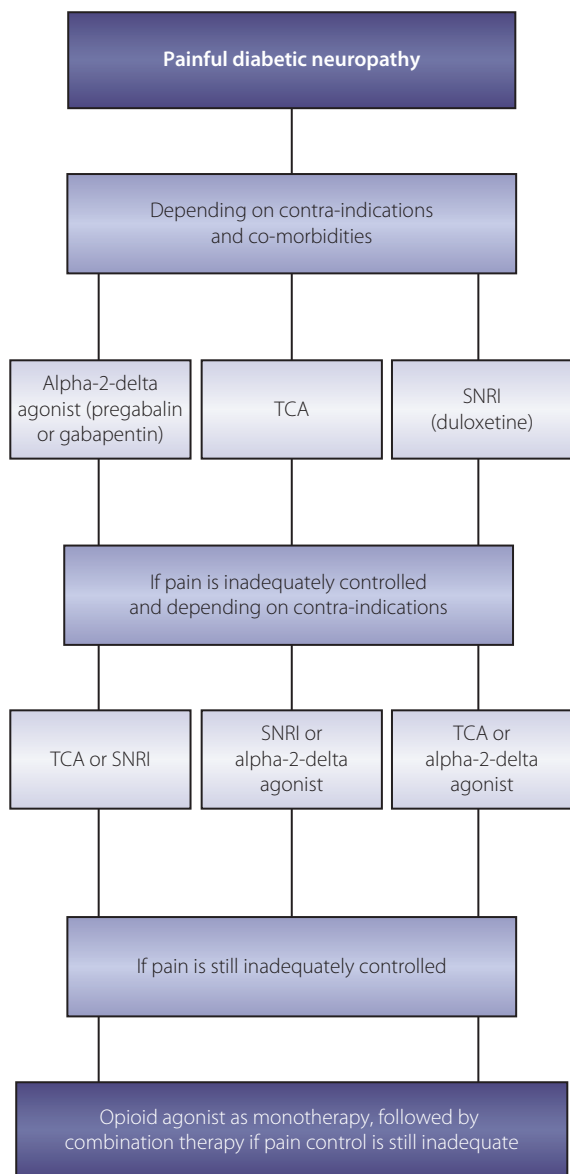 Painful diabetic neuropathy
Depending on contra-indications
and co-morbidities
Alpha-2-delta
agonist (pregabalin
or gabapentin)
TCA
SNRI
(duloxetine)
If pain is inadequately controlled
and depending on contra-indications
TCA or SNRI
SNRI or
alpha-2-delta
agonist
TCA or
alpha-2-delta
agonist
If pain is still inadequately controlled
Opioid agonist as monotherapy, followed by
combination therapy if pain control is still inadequate